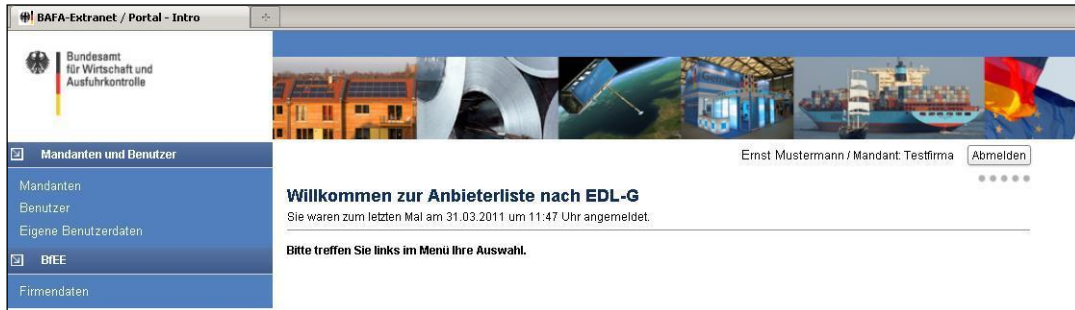 BAFA-Extranet / Portal - Intro
Bundesamt
für Wirtschaft und
Ausfuhrkontrolle
Mandanten und Benutzer
Mandanten
Benutzer
Eigene Benutzerdaten
BfEE
Firmendaten
Ernst Mustermann / Mandant: Testfirma
Abmelden
Willkommen zur Anbieterliste nach EDL-G
Sie waren zum letzten Mal am 31.03.2011 um 11:47 Uhr angemeldet.
Bitte treffen Sie links im Menü Ihre Auswahl.